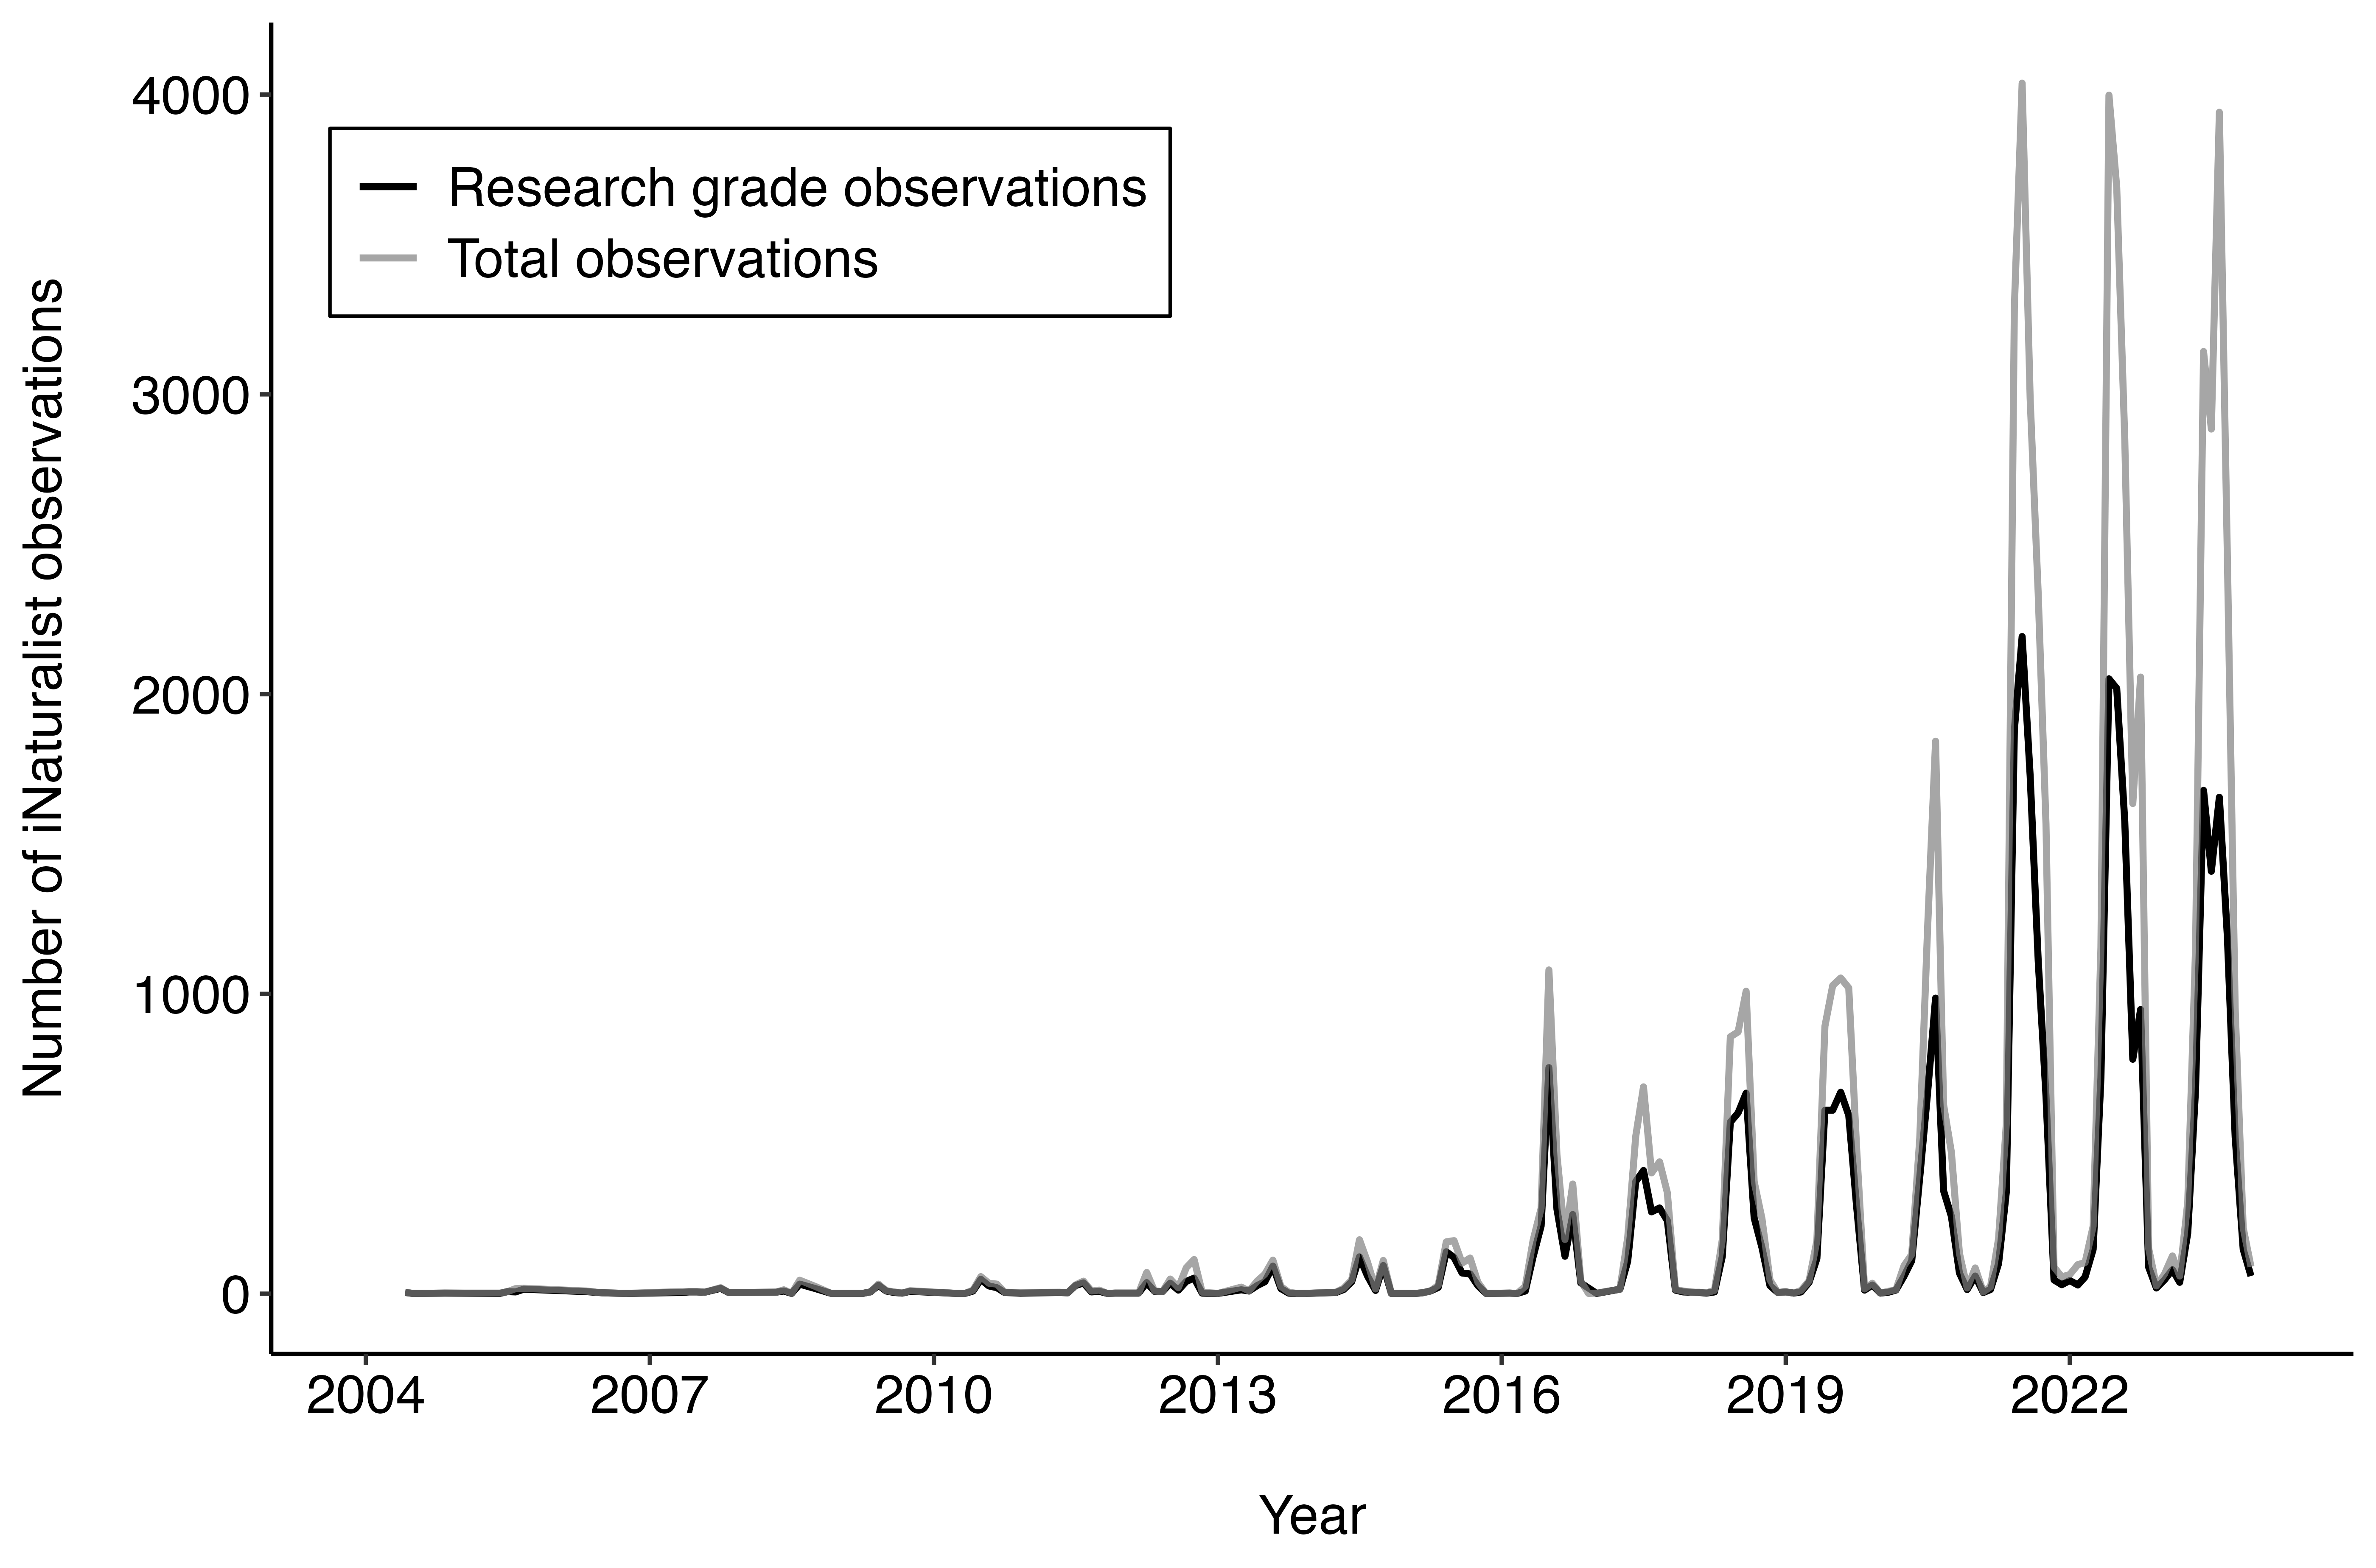 Number of iNaturalist observations
4000
3000
2000
1000
0
Research grade observations
Total observations
2004 2007 2010 2013 2016 2019 2022
Year